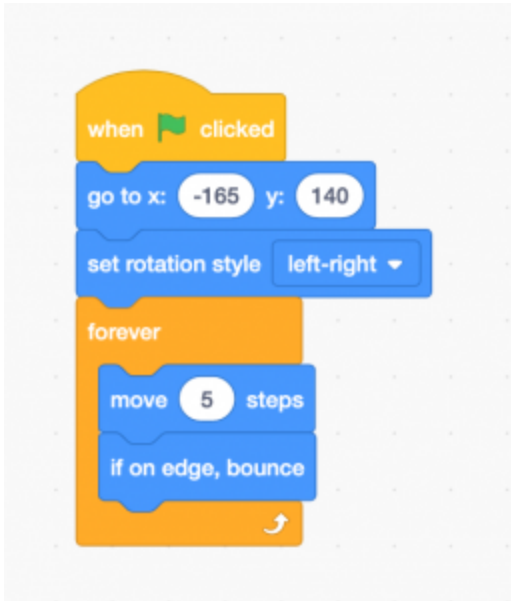 when clicked
go to x: -165 y: 140
set rotation style left-right
forever
move 5 steps
if on edge, bounce